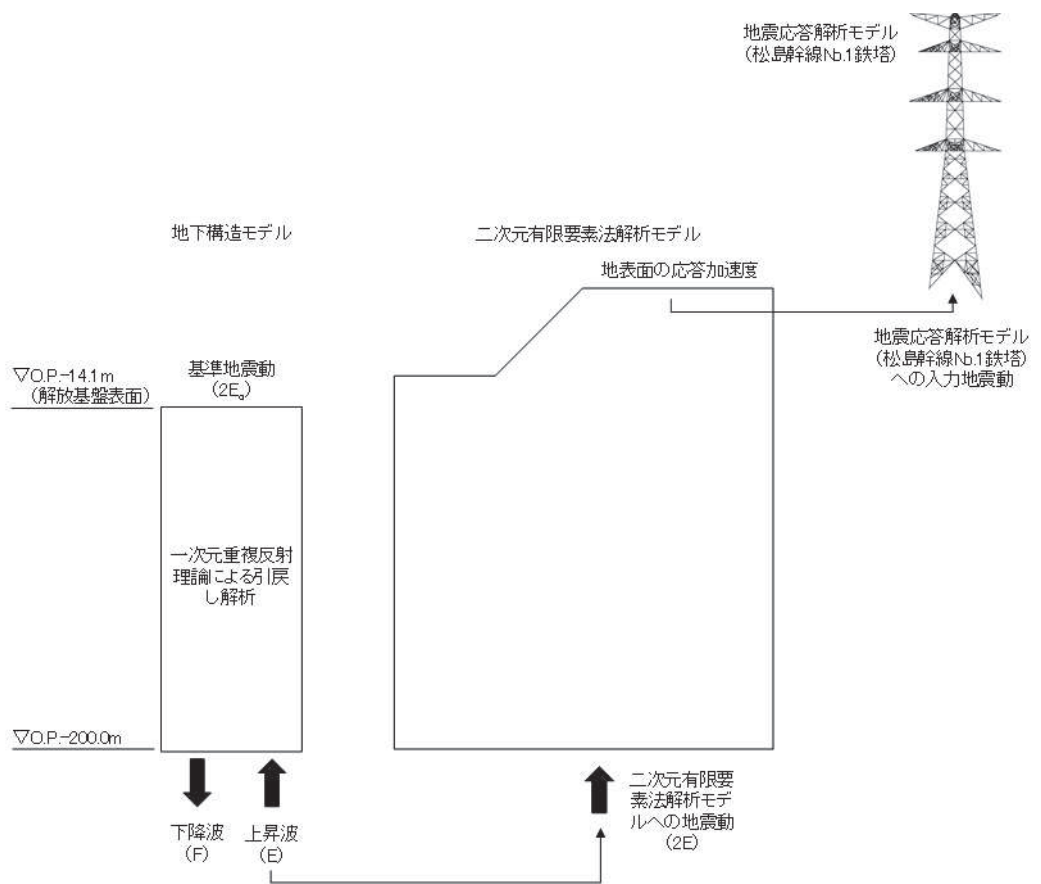 地震応答解析モデル
(松島幹線No.1鉄塔)
地下構造モデル
二次元有限要素法解析モデル
地表面の応答加速度
地震応答解析モデル
(松島幹線No.1鉄塔)
への入力地震動
▽O.P.-14.1m
(解放基盤表面)
基準地震動
(2E₀)
一次元重複反射
理論による引戻
し解析
▽O.P.-200.0m
下降波
(F)
上昇波
(E)
二次元有限要
素法解析モデ
ルへの地震動
(2E)